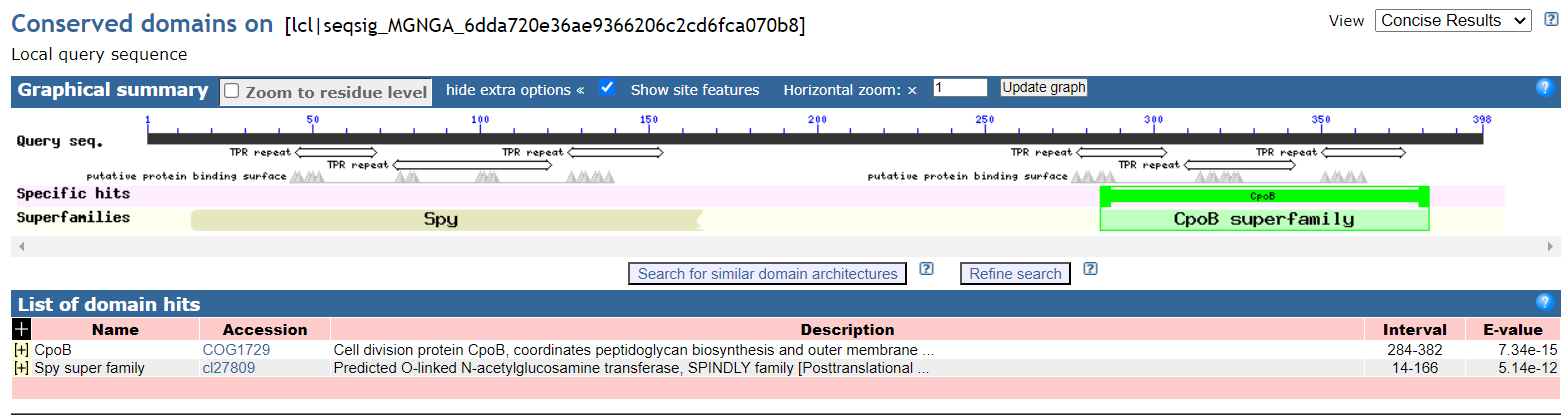 Conserved domains on [lcl|seqsig_MGNGA_6dda720e36ae9366206c2cd6fca070b8]
View Concise Results
Local query sequence
Graphical summary Zoom to residue level hide extra options « Show site features Horizontal zoom: × 1 Update graph
1 50 100 150 200 250 300 350 398
Query seq.
TPR repeat TPR repeat TPR repeat TPR repeat
TPR repeat TPR repeat
putative protein binding surface putative protein binding surface
Specific hits CpoB
Superfamilies Spy CpoB superfamily
Search for similar domain architectures Refine search
List of domain hits
Name Accession Description Interval E-value
[+] CpoB COG1729 Cell division protein CpoB, coordinates peptidoglycan biosynthesis and outer membrane ... 284-382 7.34e-15
[+] Spy super family cl27809 Predicted O-linked N-acetylglucosamine transferase, SPINDLY family [Posttranslational ... 14-166 5.14e-12